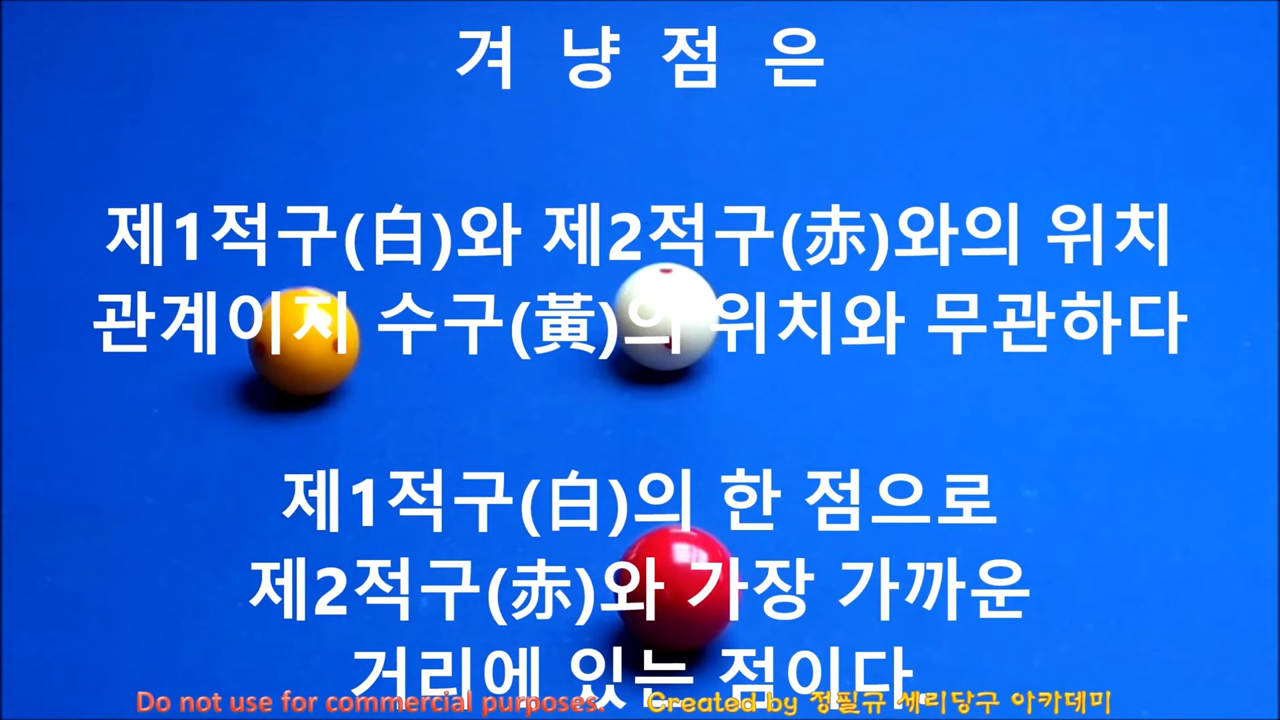 겨 냥 점 은
제1적구(白)와 제2적구(赤)와의 위치
관계이지 수구(黃)의 위치와 무관하다
제1적구(白)의 한 점으로
제2적구(赤)와 가장 가까운
거리에 있는 점이다.
Do not use for commercial purposes. Created by 정필규 세리당구 아카데미